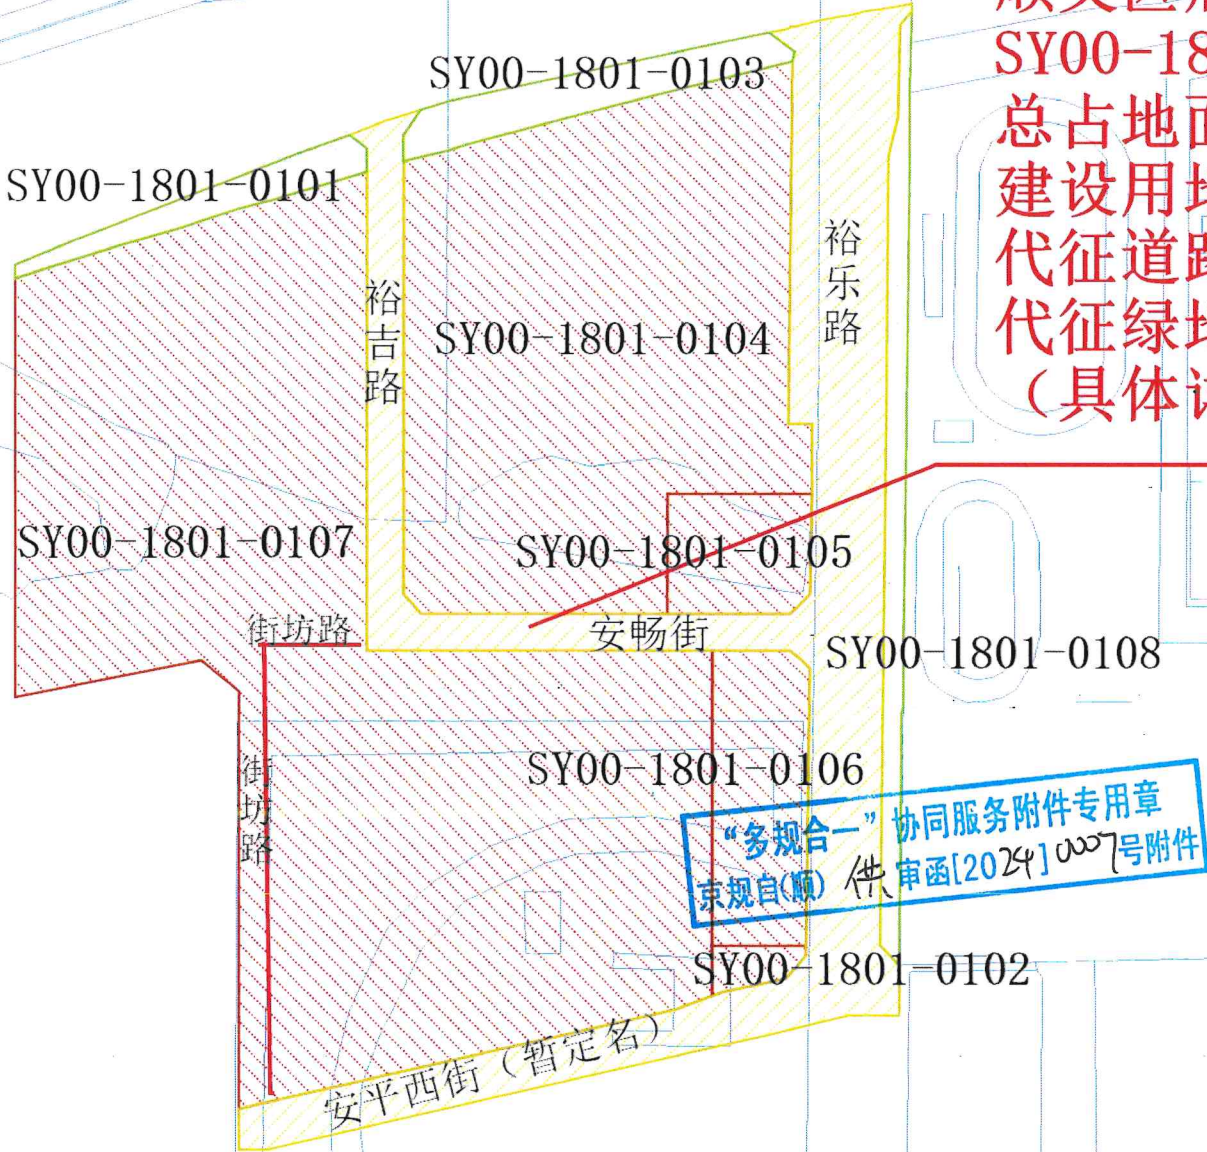 SY00-18
总占地面
建设用地
代征道路
代征绿地
（具体
SY00-1801-0103
SY00-1801-0101
裕吉路
裕乐路
SY00-1801-0104
SY00-1801-0107
SY00-1801-0105
街坊路
安畅街
SY00-1801-0108
SY00-1801-0106
街坊路
“多规合一”协同服务附件专用章
京规自(顺) 供 审函[2024]0007号附件
SY00-1801-0102
安平西街（暂定名）